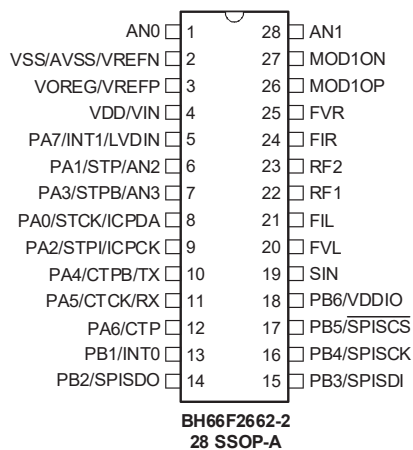 AN0 1 28 AN1
VSS/AVSS/VREFN 2 27 MOD1ON
VOREG/VREFP 3 26 MOD1OP
VDD/VIN 4 25 FVR
PA7/INT1/LVDIN 5 24 FIR
PA1/STP/AN2 6 23 RF2
PA3/STPB/AN3 7 22 RF1
PA0/STCK/ICPDA 8 21 FIL
PA2/STPI/ICPCK 9 20 FVL
PA4/CTPB/TX 10 19 SIN
PA5/CTCK/RX 11 18 PB6/VDDIO
PA6/CTP 12 17 PB5/SPISCS
PB1/INT0 13 16 PB4/SPISCK
PB2/SPISDO 14 15 PB3/SPISDI
BH66F2662-2
28 SSOP-A